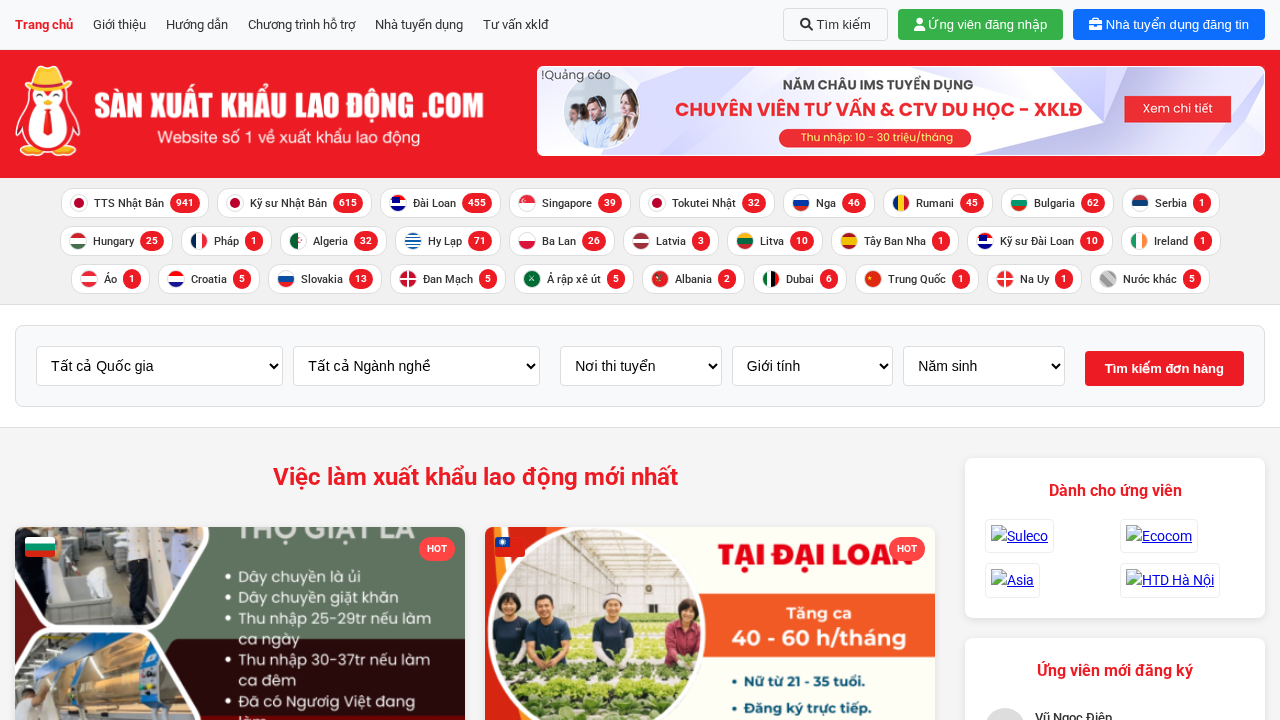 Trang chủ Giới thiệu Hướng dẫn Chương trình hỗ trợ Nhà tuyển dụng Tư vấn xklđ Tìm kiếm Ứng viên đăng nhập Nhà tuyển dụng đăng tin
SÀN XUẤT KHẨU LAO ĐỘNG .COM
Website số 1 về xuất khẩu lao động
!Quảng cáo
NĂM CHÂU IMS TUYỂN DỤNG
CHUYÊN VIÊN TƯ VẤN & CTV DU HỌC - XKLĐ
Thu nhập: 10 - 30 triệu/tháng
Xem chi tiết
TTS Nhật Bản 941 Kỹ sư Nhật Bản 615 Đài Loan 455 Singapore 39 Tokutei Nhật 32 Nga 46 Rumani 45 Bulgaria 62 Serbia 1
Hungary 25 Pháp 1 Algeria 32 Hy Lạp 71 Ba Lan 26 Latvia 3 Litva 10 Tây Ban Nha 1 Kỹ sư Đài Loan 10 Ireland 1
Áo 1 Croatia 5 Slovakia 13 Đan Mạch 5 Ả rập xê út 5 Albania 2 Dubai 6 Trung Quốc 1 Na Uy 1 Nước khác 5
Tất cả Quốc gia Tất cả Ngành nghề Nơi thi tuyển Giới tính Năm sinh Tìm kiếm đơn hàng
Việc làm xuất khẩu lao động mới nhất
THỢ GIẶT LÀ
HOT
• Dây chuyền là ủi
• Dây chuyền giặt khăn
• Thu nhập 25-29tr nếu làm
ca ngày
• Thu nhập 30-37tr nếu làm
ca đêm
• Đã có Ngươig Việt đang
làm
TẠI ĐÀI LOAN
HOT
Tăng ca
40 - 60 h/tháng
• Nữ từ 21 - 35 tuổi.
• Đăng ký trực tiếp.
Dành cho ứng viên
Suleco Ecocom
Asia HTD Hà Nội
Ứng viên mới đăng ký
Vũ Ngọc Điệp